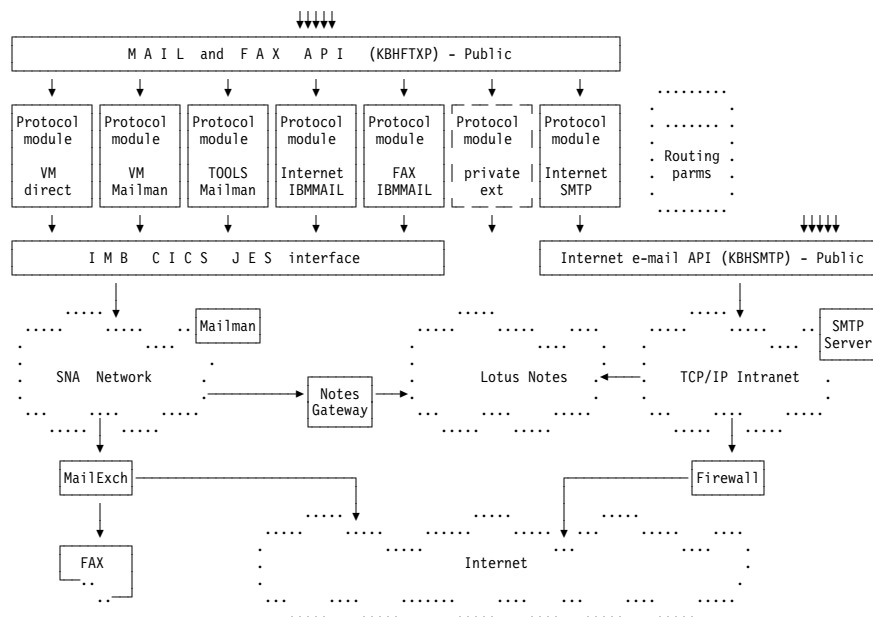 M A I L and F A X A P I (KBHFTXP) – Public
Protocol module VM direct
Protocol module VM Mailman
Protocol module TOOLS Mailman
Protocol module Internet IBMMAIL
Protocol module FAX IBMMAIL
Protocol module private ext
Protocol module Internet SMTP
Routing parms
I M B C I C S J E S interface
Internet e-mail API (KBHSMTP) – Public
Mailman
SMTP Server
SNA Network
Lotus Notes
TCP/IP Intranet
Notes Gateway
MailExch
Firewall
FAX
Internet